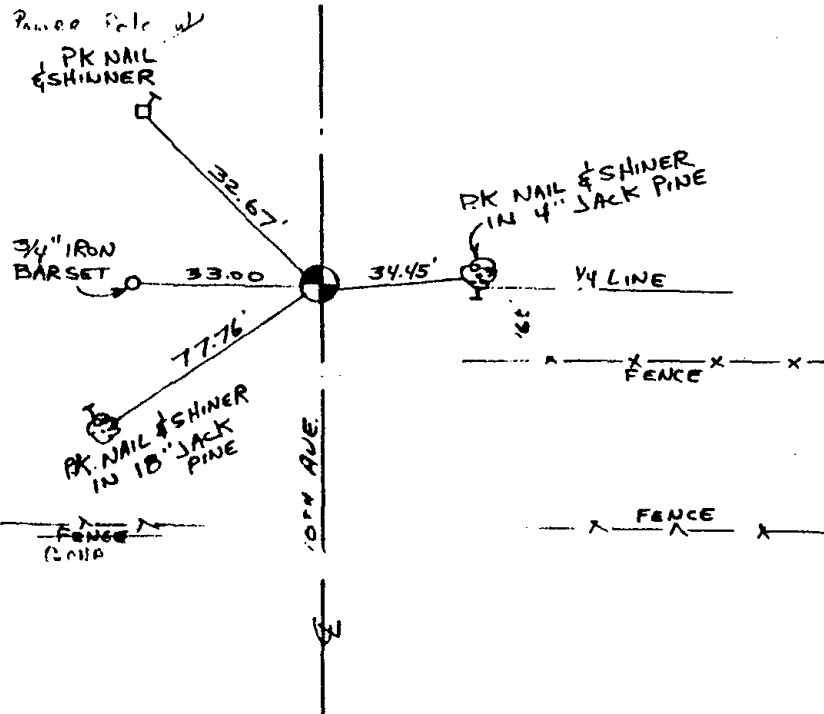 Power Pole w/
PK NAIL
& SHINNER
32.67'
PK NAIL & SHINER
IN 4" JACK PINE
3/4" IRON
BAR SET
33.00
34.45'
1/4 LINE
77.76'
FENCE
PK. NAIL & SHINER
IN 18" JACK
PINE
10TH AVE.
FENCE
FENCE